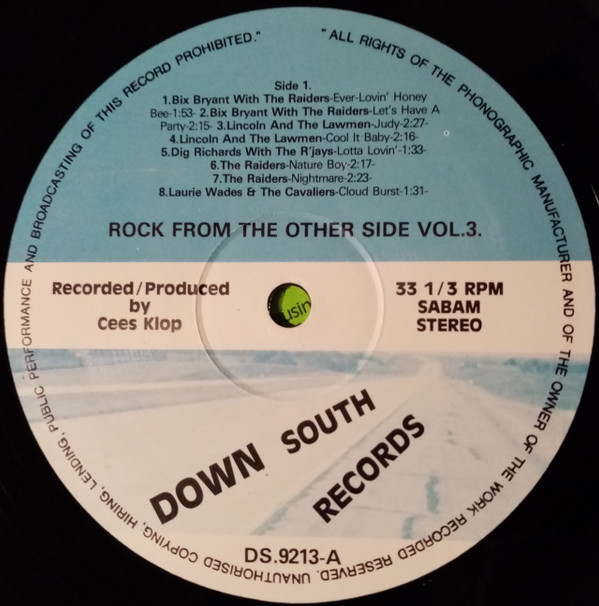 "ALL RIGHTS OF THE PHONOGRAPHIC MANUFACTURER AND OF THE OWNER OF THE WORK RECORDED RESERVED. UNAUTHORISED COPYING, HIRING, LENDING, PUBLIC PERFORMANCE AND BROADCASTING OF THIS RECORD PROHIBITED."
Side 1.
1.Bix Bryant With The Raiders-Ever-Lovin' Honey
Bee-1:53- 2.Bix Bryant With The Raiders-Let's Have A
Party-2:15- 3.Lincoln And The Lawmen-Judy-2:27-
4.Lincoln And The Lawmen-Cool It Baby-2:16-
5.Dig Richards With The R'jays-Lotta Lovin'-1:33-
6.The Raiders-Nature Boy-2:17-
7.The Raiders-Nightmare-2:23-
8.Laurie Wades & The Cavaliers-Cloud Burst-1:31-
ROCK FROM THE OTHER SIDE VOL.3.
Recorded/Produced
by
Cees Klop
33 1/3 RPM
SABAM
STEREO
DOWN SOUTH
RECORDS
DS.9213-A